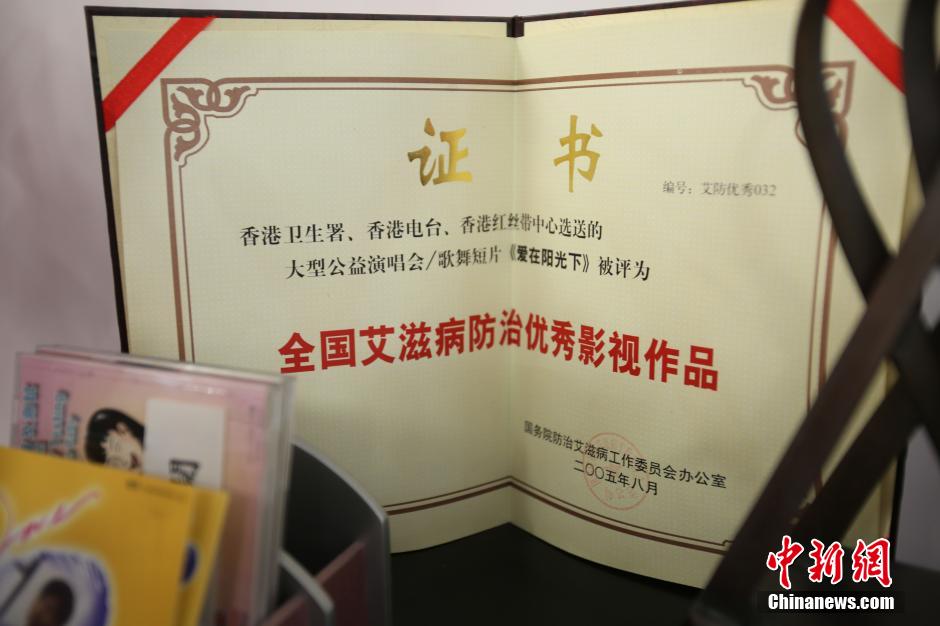 证 书
编号：艾防优秀032
香港卫生署、香港电台、香港红丝带中心选送的
大型公益演唱会/歌舞短片《爱在阳光下》被评为
全国艾滋病防治优秀影视作品
国务院防治艾滋病工作委员会办公室
二〇〇五年八月
中新网
Chinanews.com